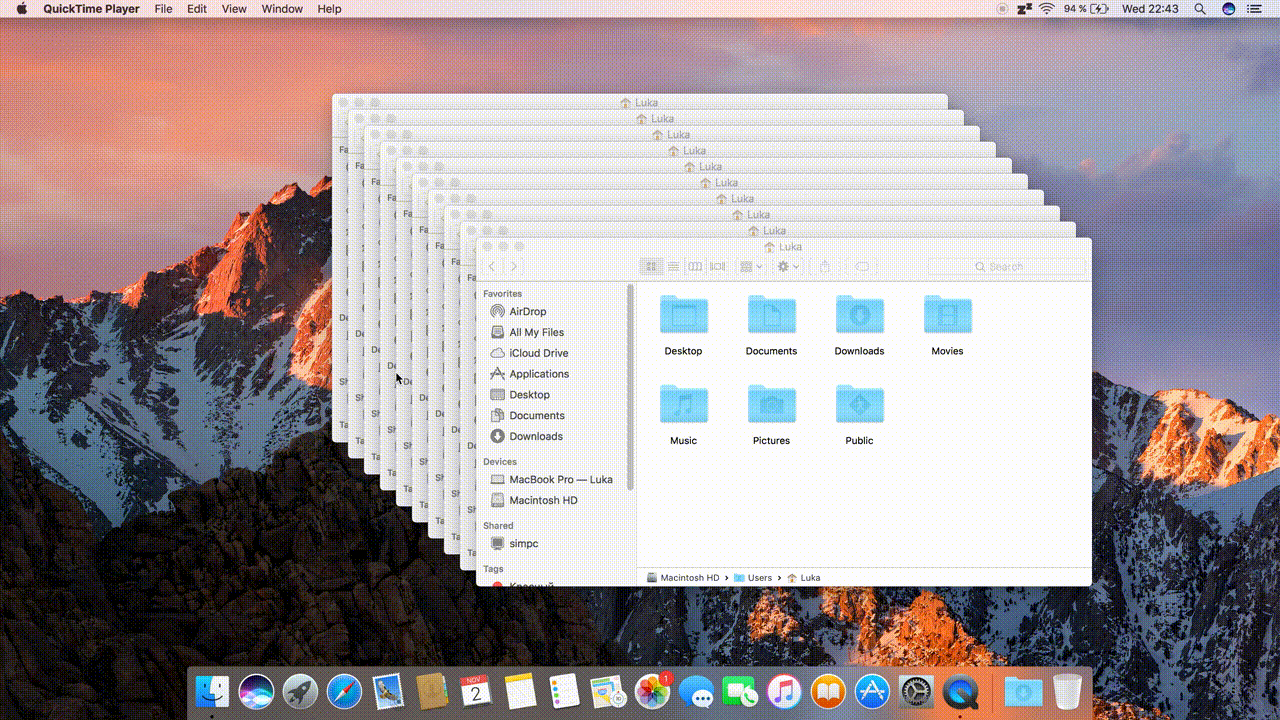 QuickTime Player File Edit View Window Help 94 % Wed 22:43
Luka
Luka
Luka
Luka
Luka
Luka
Luka
Luka
Luka
Luka
Search
Favorites
AirDrop
All My Files
iCloud Drive
Applications
Desktop
Documents
Downloads
Devices
MacBook Pro — Luka
Macintosh HD
Shared
simpc
Tags
Красный
Desktop Documents Downloads Movies
Music Pictures Public
Macintosh HD › Users › Luka
NOV
2
1